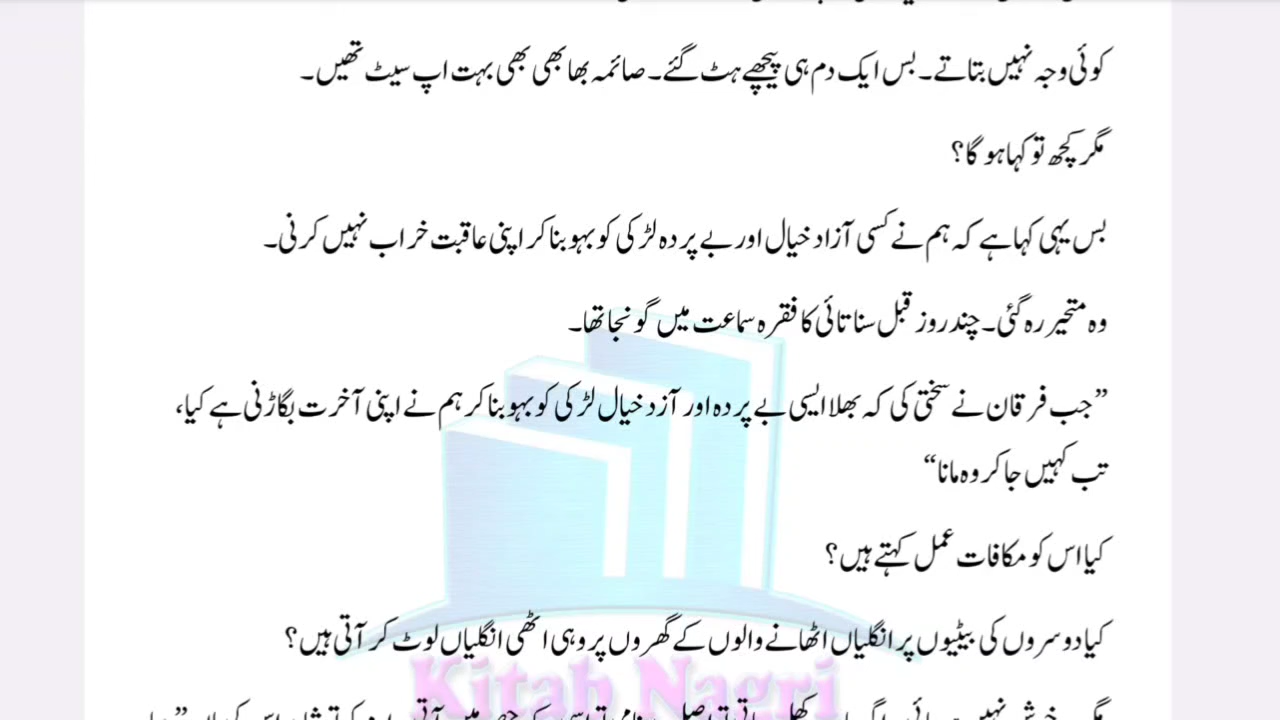 کوئی وجہ نہیں بتاتے۔ بس ایک دم ہی پیچھے ہٹ گئے۔ صائمہ بھابھی بھی بہت اپ سیٹ تھیں۔
مگر کچھ تو کہا ہو گا؟
بس یہی کہا ہے کہ ہم نے کسی آزاد خیال اور بے پردہ لڑکی کو بہو بنا کر اپنی عاقبت خراب نہیں کرنی۔
وہ متحیر رہ گئی۔ چند روز قبل سنا تائی کا فقرہ سماعت میں گونجا تھا۔
”جب فرقان نے سختی کی کہ بھلا ایسی بے پردہ اور آزد خیال لڑکی کو بہو بنا کر ہم نے اپنی آخرت بگاڑنی ہے کیا،
تب کہیں جا کر وہ مانا“
کیا اس کو مکافات عمل کہتے ہیں؟
کیا دوسروں کی بیٹیوں پر انگلیاں اٹھانے والوں کے گھروں پر وہی اٹھی انگلیاں لوٹ کر آتی ہیں؟
Kitab Nagri